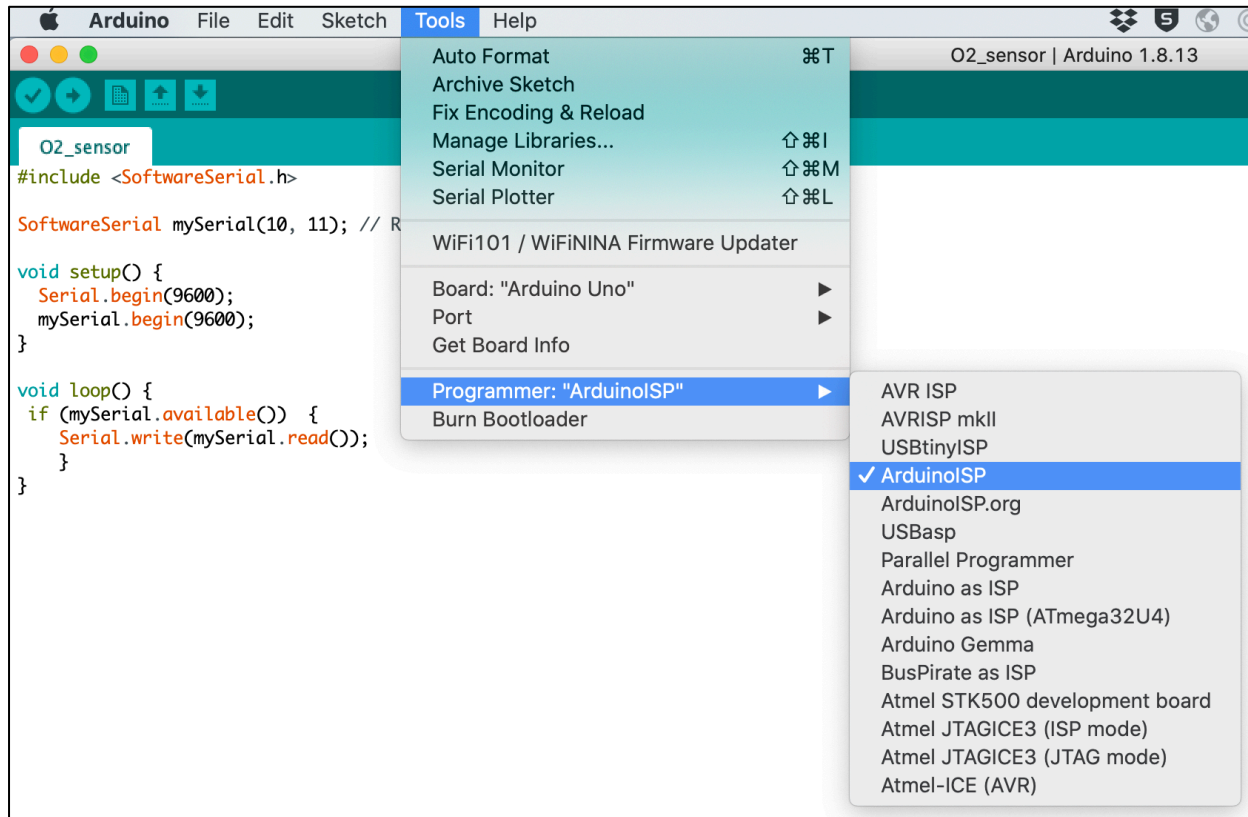 Arduino File Edit Sketch Tools Help
O2_sensor | Arduino 1.8.13
O2_sensor
#include <SoftwareSerial.h>
SoftwareSerial mySerial(10, 11); // R
void setup() {
Serial.begin(9600);
mySerial.begin(9600);
}
void loop() {
if (mySerial.available()) {
Serial.write(mySerial.read());
}
}
Auto Format ⌘T
Archive Sketch
Fix Encoding & Reload
Manage Libraries... ⇧⌘I
Serial Monitor ⇧⌘M
Serial Plotter ⇧⌘L
WiFi101 / WiFiNINA Firmware Updater
Board: "Arduino Uno"
Port
Get Board Info
Programmer: "ArduinoISP"
Burn Bootloader
AVR ISP
AVRISP mkII
USBtinyISP
✓ ArduinoISP
ArduinoISP.org
USBasp
Parallel Programmer
Arduino as ISP
Arduino as ISP (ATmega32U4)
Arduino Gemma
BusPirate as ISP
Atmel STK500 development board
Atmel JTAGICE3 (ISP mode)
Atmel JTAGICE3 (JTAG mode)
Atmel-ICE (AVR)